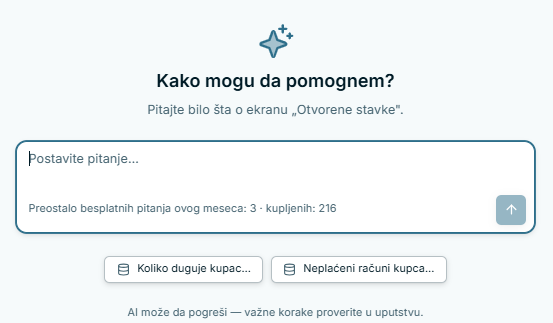 Kako mogu da pomognem?
Pitajte bilo šta o ekranu „Otvorene stavke".
Postavite pitanje...
Preostalo besplatnih pitanja ovog meseca: 3 · kupljenih: 216
Koliko duguje kupac...
Neplaćeni računi kupca...
AI može da pogreši — važne korake proverite u uputstvu.